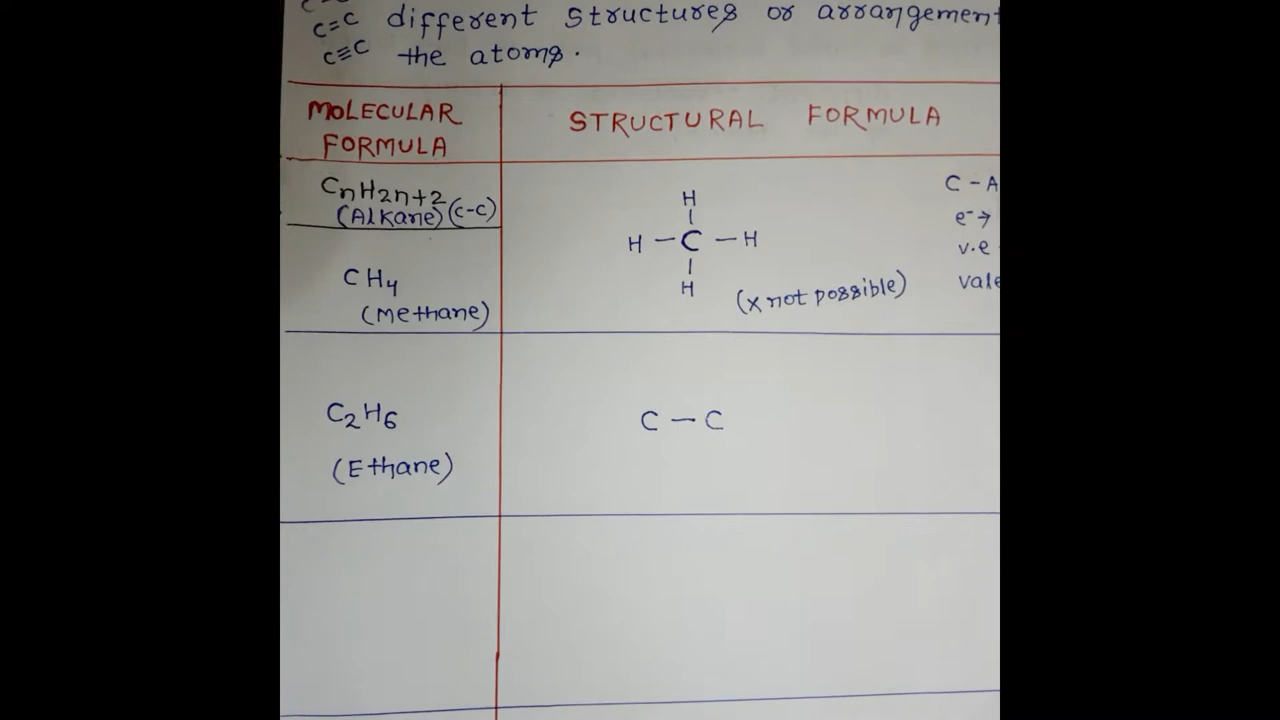 C=C different structures or arrangement
C≡C the atoms.
MOLECULAR FORMULA
STRUCTURAL FORMULA
CnH2n+2
(Alkane) (C-C)
H
H - C - H
H
(x not possible)
C - A
e⁻→
v.e
vale
CH4
(Methane)
C2H6
(Ethane)
C - C